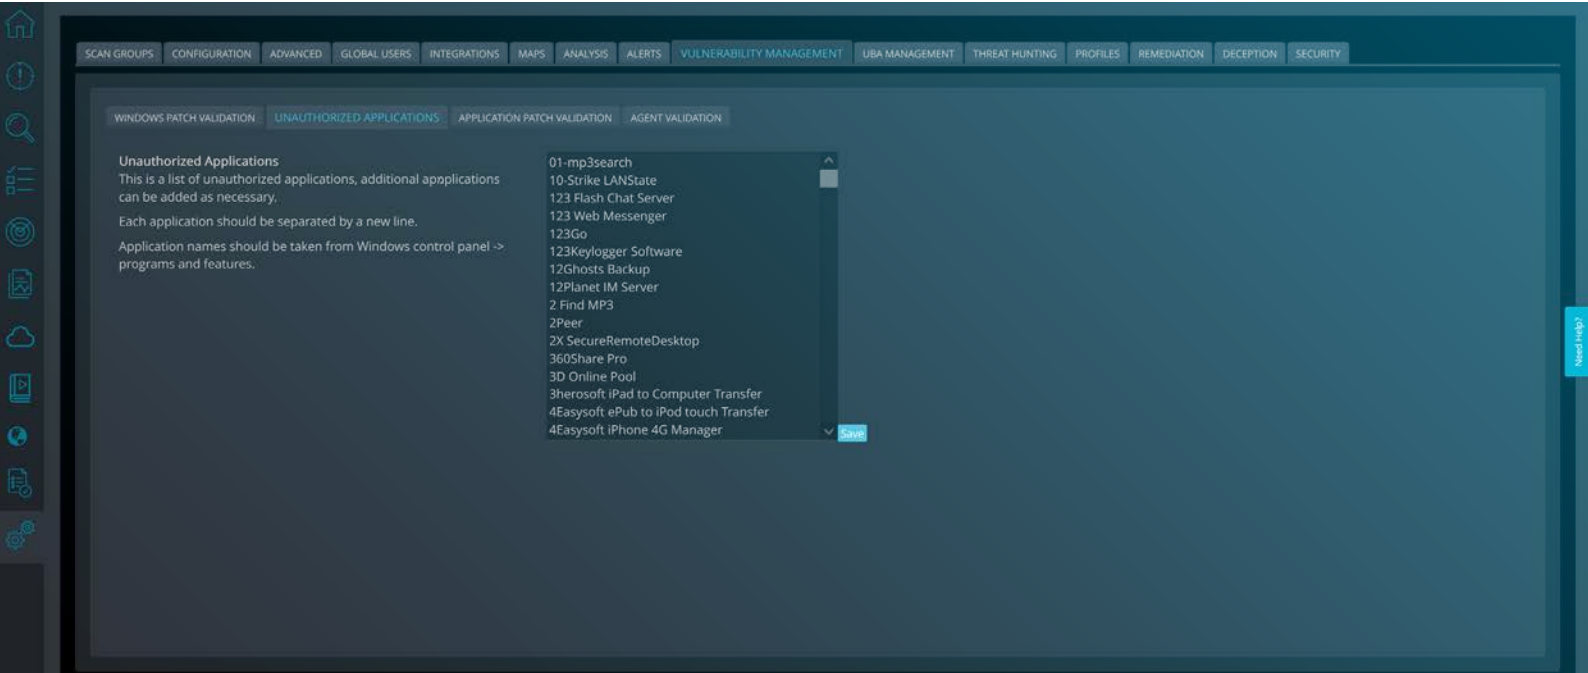 SCAN GROUPS CONFIGURATION ADVANCED GLOBAL USERS INTEGRATIONS MAPS ANALYSIS ALERTS VULNERABILITY MANAGEMENT UBA MANAGEMENT THREAT HUNTING PROFILES REMEDIATION DECEPTION SECURITY
WINDOWS PATCH VALIDATION UNAUTHORIZED APPLICATIONS APPLICATION PATCH VALIDATION AGENT VALIDATION
Unauthorized Applications
This is a list of unauthorized applications, additional appplications
can be added as necessary.
Each application should be separated by a new line.
Application names should be taken from Windows control panel ->
programs and features.
01-mp3search
10-Strike LANState
123 Flash Chat Server
123 Web Messenger
123Go
123Keylogger Software
12Ghosts Backup
12Planet IM Server
2 Find MP3
2Peer
2X SecureRemoteDesktop
360Share Pro
3D Online Pool
3herosoft iPad to Computer Transfer
4Easysoft ePub to iPod touch Transfer
4Easysoft iPhone 4G Manager
Save
Need Help?